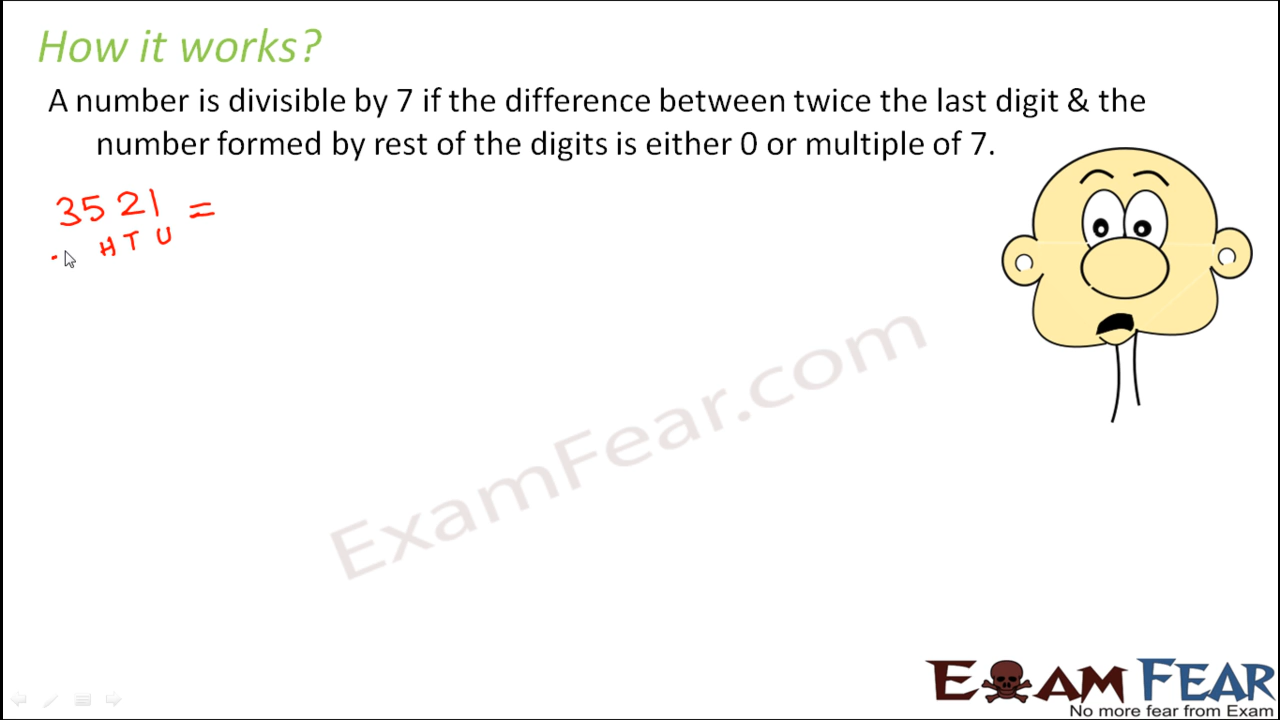 How it works?
A number is divisible by 7 if the difference between twice the last digit & the
number formed by rest of the digits is either 0 or multiple of 7.
3521 =
H T U
ExamFear.com
EXAM FEAR
No more fear from Exam